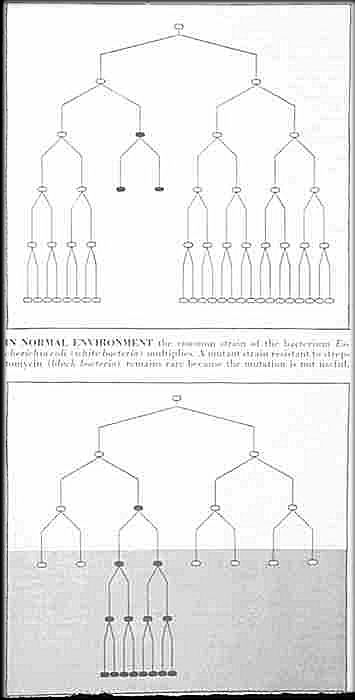 IN NORMAL ENVIRONMENT the common strain of the bacterium Es-
cherichia coli (white bacteria) multiplies. A mutant strain resistant to strep-
tomycin (black bacteria) remains rare because the mutation is not useful.